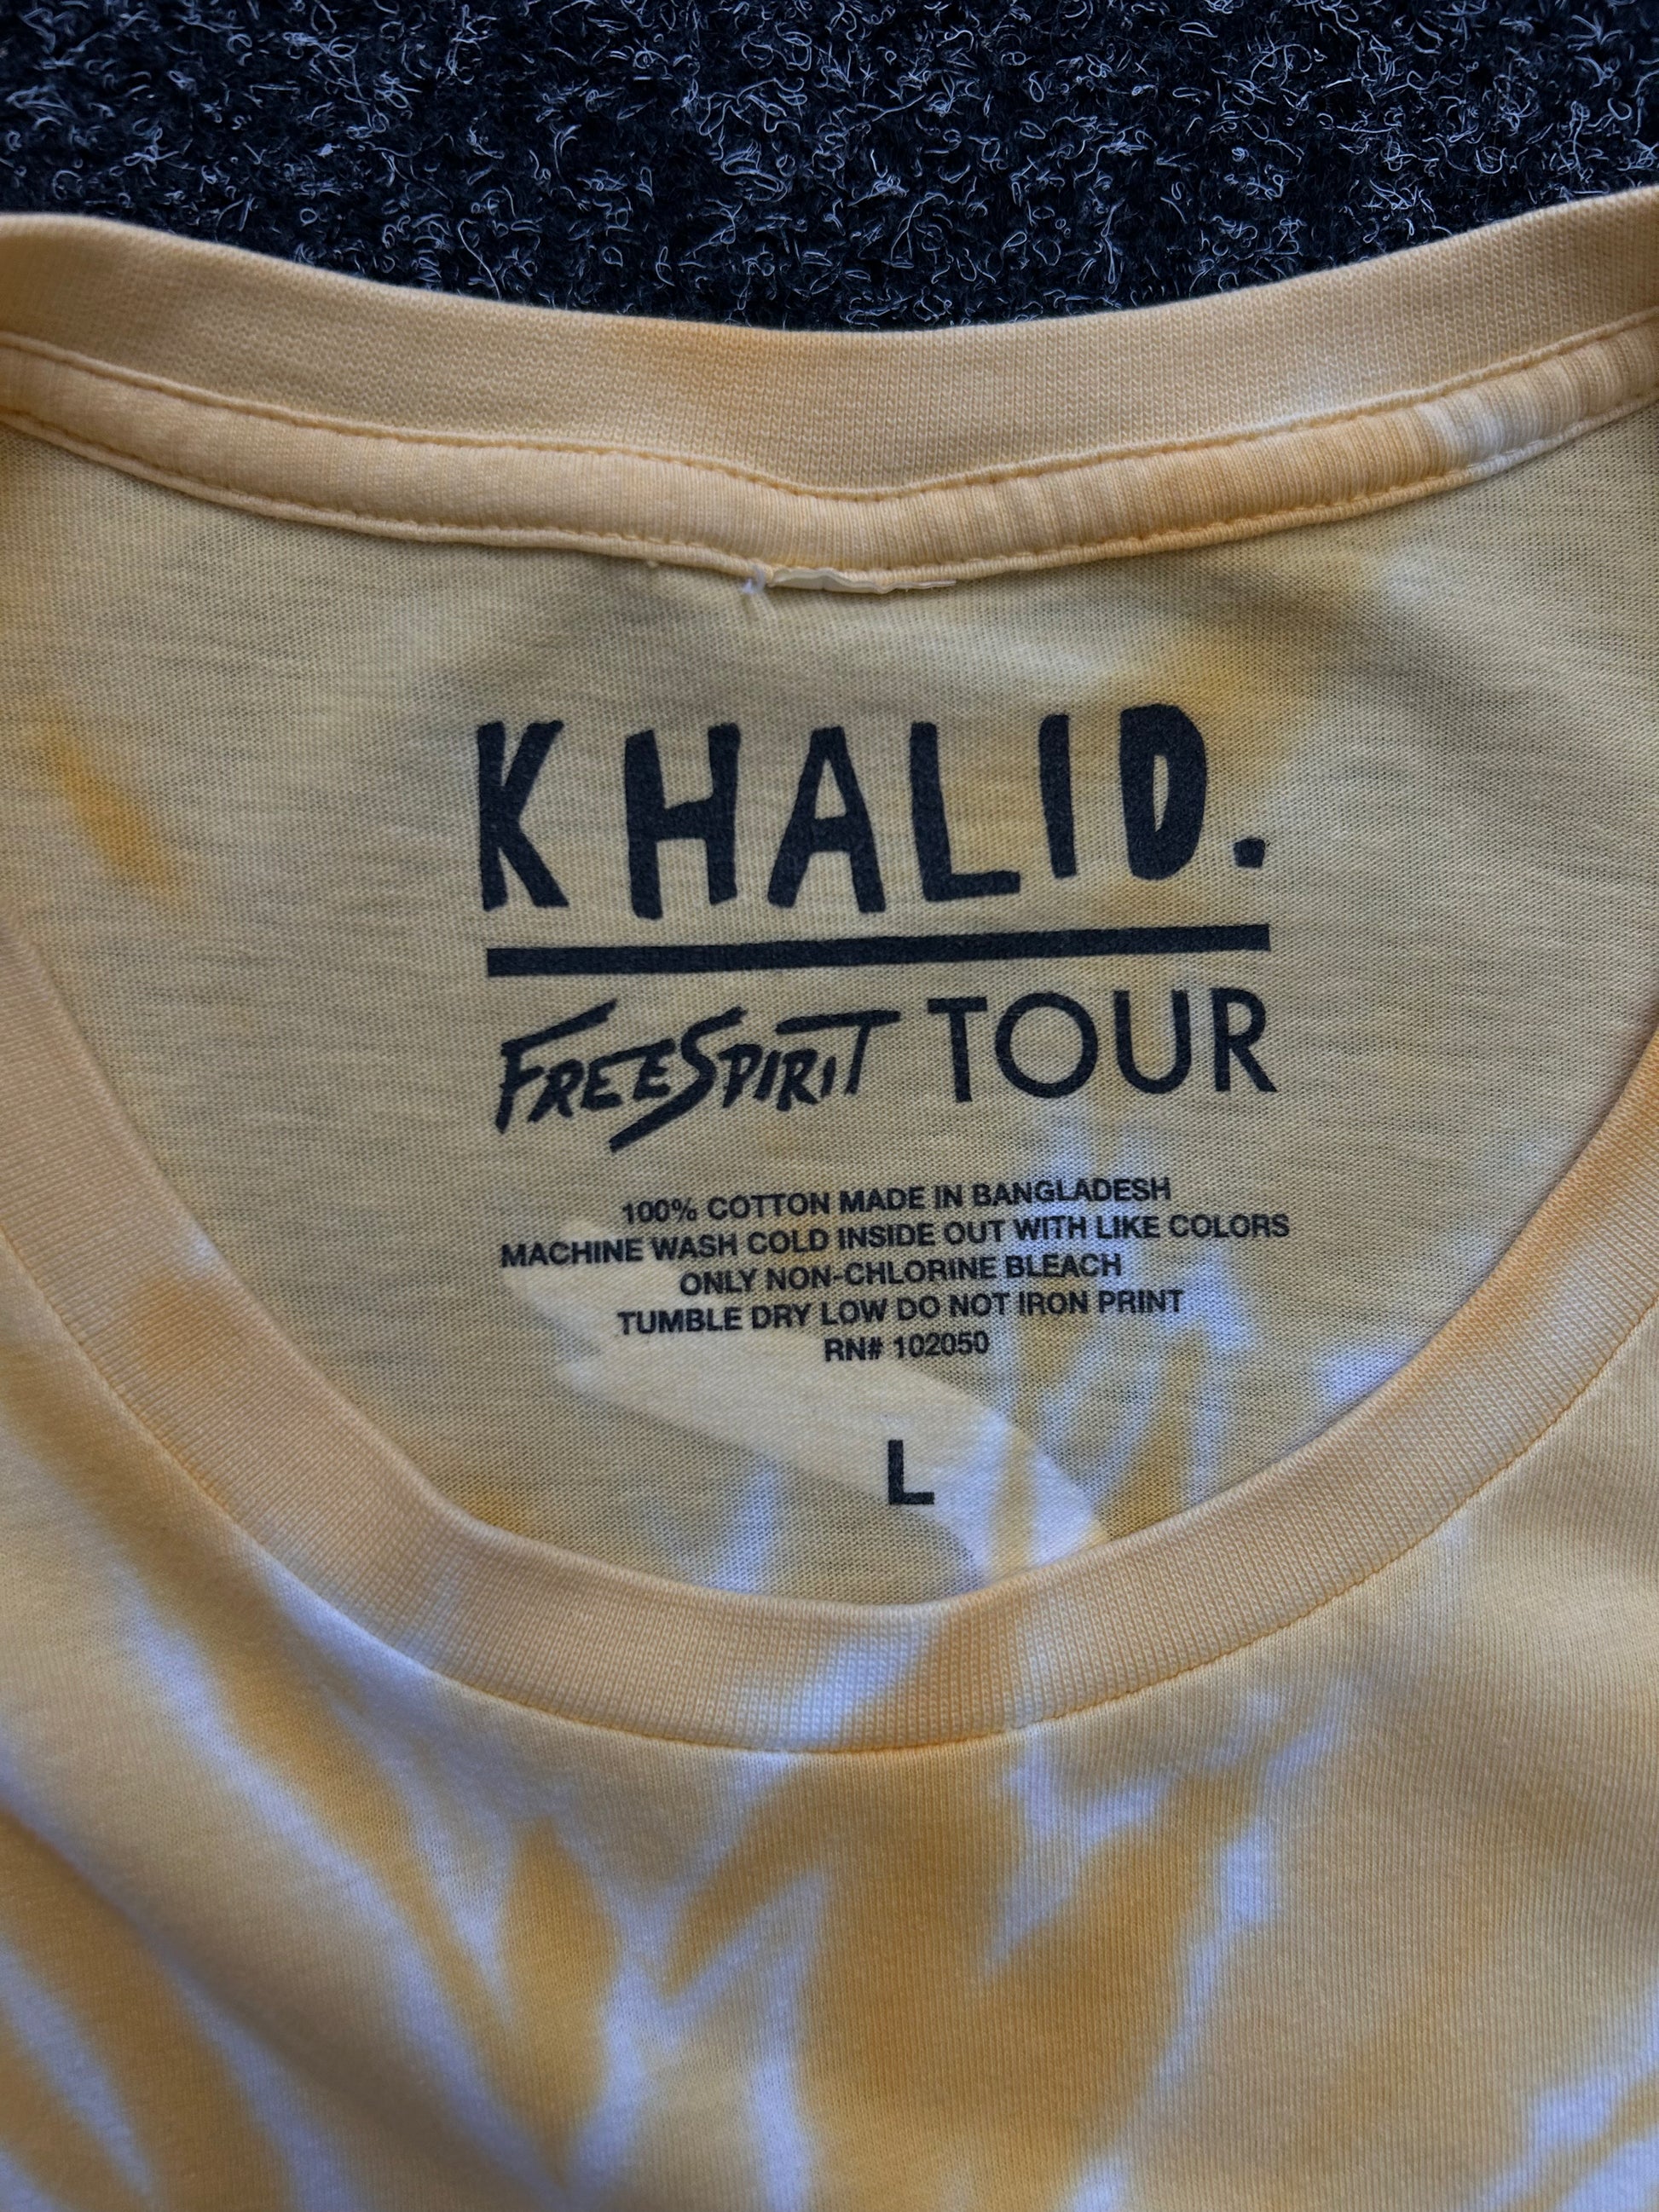 KHALID.
FREESPIRIT TOUR
100% COTTON MADE IN BANGLADESH
MACHINE WASH COLD INSIDE OUT WITH LIKE COLORS
ONLY NON-CHLORINE BLEACH
TUMBLE DRY LOW DO NOT IRON PRINT
RN# 102050
L